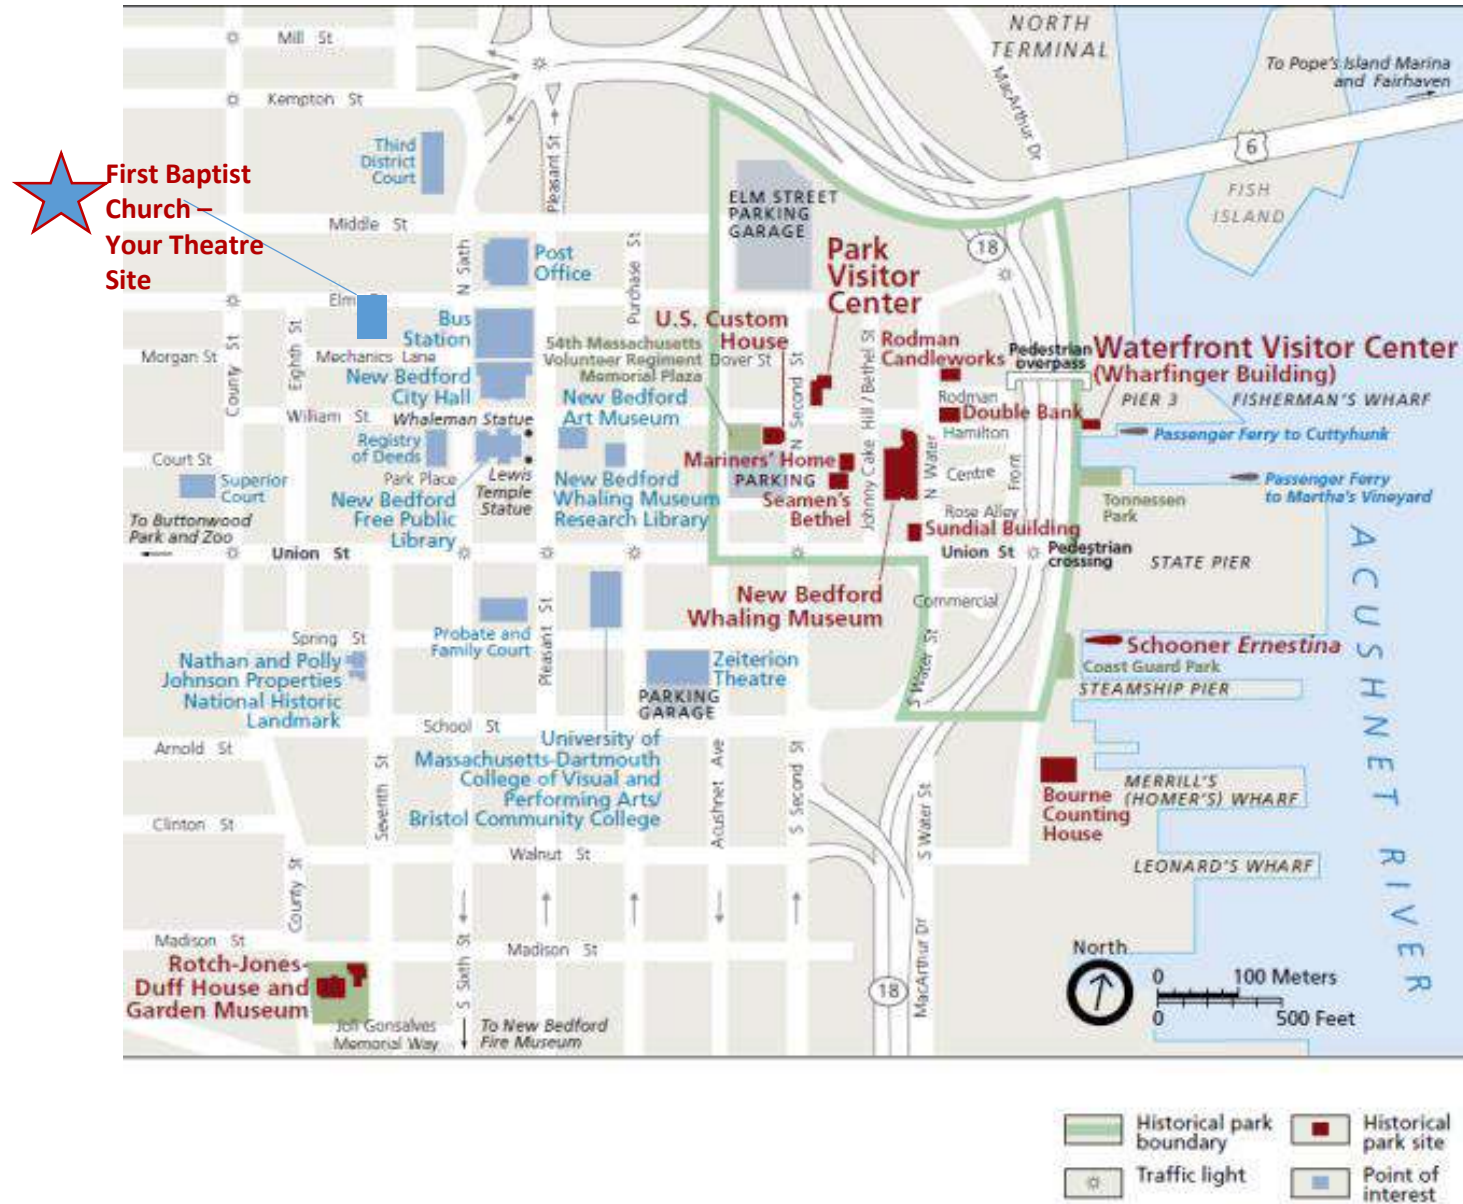 Mill St
NORTH
TERMINAL
To Pope's Island Marina
and Fairhaven
Kempton St
MacArthur Dr
6
Third
District
Court
Pleasant St
First Baptist
Church –
Your Theatre
Site
FISH
ISLAND
ELM STREET
PARKING
GARAGE
Middle St
18
N Sixth
Post
Office
Purchase St
Park
Visitor
Center
Elm
Bus
Station
U.S. Custom
House
Rodman
Candleworks
Pedestrian
overpass
Waterfront Visitor Center
(Wharfinger Building)
Morgan St
County St
Eighth St
Mechanics Lane
54th Massachusetts
Volunteer Regiment
Memorial Plaza
Dover St
N Second St
Johnny Cake Hill / Bethel St
New Bedford
City Hall
New Bedford
Art Museum
Rodman
PIER 3
FISHERMAN'S WHARF
William St
Whaleman Statue
Double Bank
Hamilton
Passenger Ferry to Cuttyhunk
Registry
of Deeds
Court St
Mariners' Home
N Water
Centre
Front
Superior
Court
Park Place
Lewis
Temple
Statue
New Bedford
Whaling Museum
Research Library
PARKING
Seamen's
Bethel
Passenger Ferry
to Martha's Vineyard
New Bedford
Free Public
Library
Rose Alley
Tonnessen
Park
To Buttonwood
Park and Zoo
Sundial Building
Union St
Union St
Pedestrian
crossing
STATE PIER
ACUSHNET RIVER
New Bedford
Whaling Museum
Commercial
Spring St
Probate and
Family Court
Pleasant St
S Water St
Schooner Ernestina
Coast Guard Park
Nathan and Polly
Johnson Properties
National Historic
Landmark
Zeiterion
Theatre
STEAMSHIP PIER
PARKING
GARAGE
School St
Arnold St
University of
Massachusetts-Dartmouth
College of Visual and
Performing Arts/
Bristol Community College
Seventh St
Acushnet Ave
S Second St
S Water St
MERRILL'S
(HOMER'S) WHARF
Bourne
Counting
House
Clinton St
Walnut St
LEONARD'S WHARF
County St
Madison St
Madison St
S Sixth St
MacArthur Dr
18
Rotch-Jones-
Duff House and
Garden Museum
North
0 100 Meters
0 500 Feet
Joli Gonsalves
Memorial Way
To New Bedford
Fire Museum
Historical park
boundary
Historical
park site
Traffic light
Point of
interest